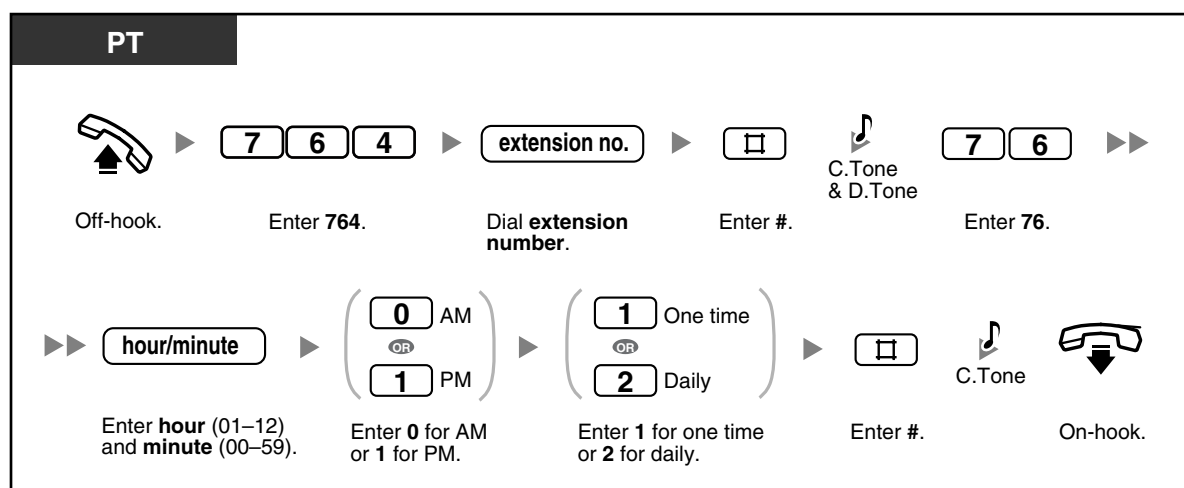 PT
7 6 4 extension no. # C.Tone & D.Tone 7 6
Off-hook. Enter 764. Dial extension number. Enter #. Enter 76.
hour/minute 0 AM OR 1 PM 1 One time OR 2 Daily # C.Tone
Enter hour (01–12) and minute (00–59). Enter 0 for AM or 1 for PM. Enter 1 for one time or 2 for daily. Enter #. On-hook.